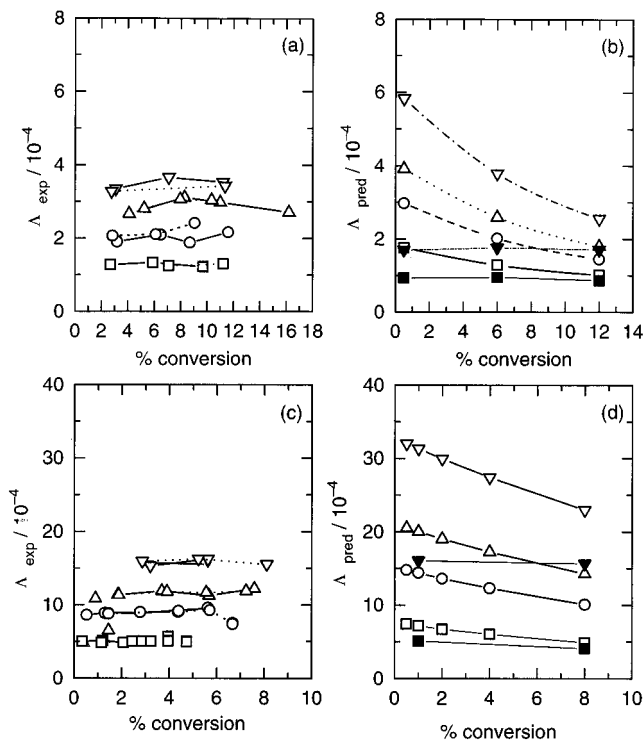 (a)
8
6
4
2
0
Λ exp / 10⁻⁴
0 2 4 6 8 10 12 14 16 18
% conversion
(b)
8
6
4
2
0
Λ pred / 10⁻⁴
0 2 4 6 8 10 12 14
% conversion
(c)
40
30
20
10
0
Λ exp / 10⁻⁴
0 2 4 6 8 10
% conversion
(d)
40
30
20
10
0
Λ pred / 10⁻⁴
0 2 4 6 8 10
% conversion